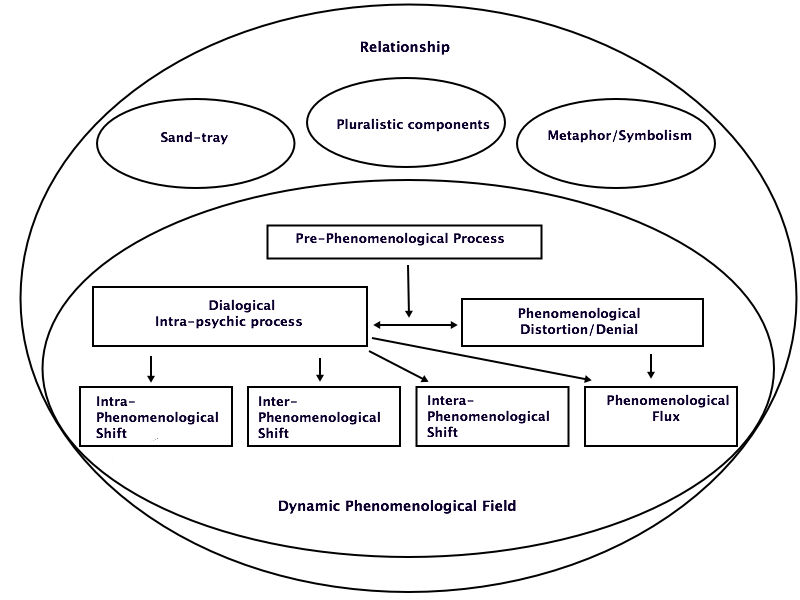 Relationship
Sand-tray
Pluralistic components
Metaphor/Symbolism
Pre-Phenomenological Process
Dialogical
Intra-psychic process
Phenomenological
Distortion/Denial
Intra-
Phenomenological
Shift
Inter-
Phenomenological
Shift
Intera-
Phenomenological
Shift
Phenomenological
Flux
Dynamic Phenomenological Field